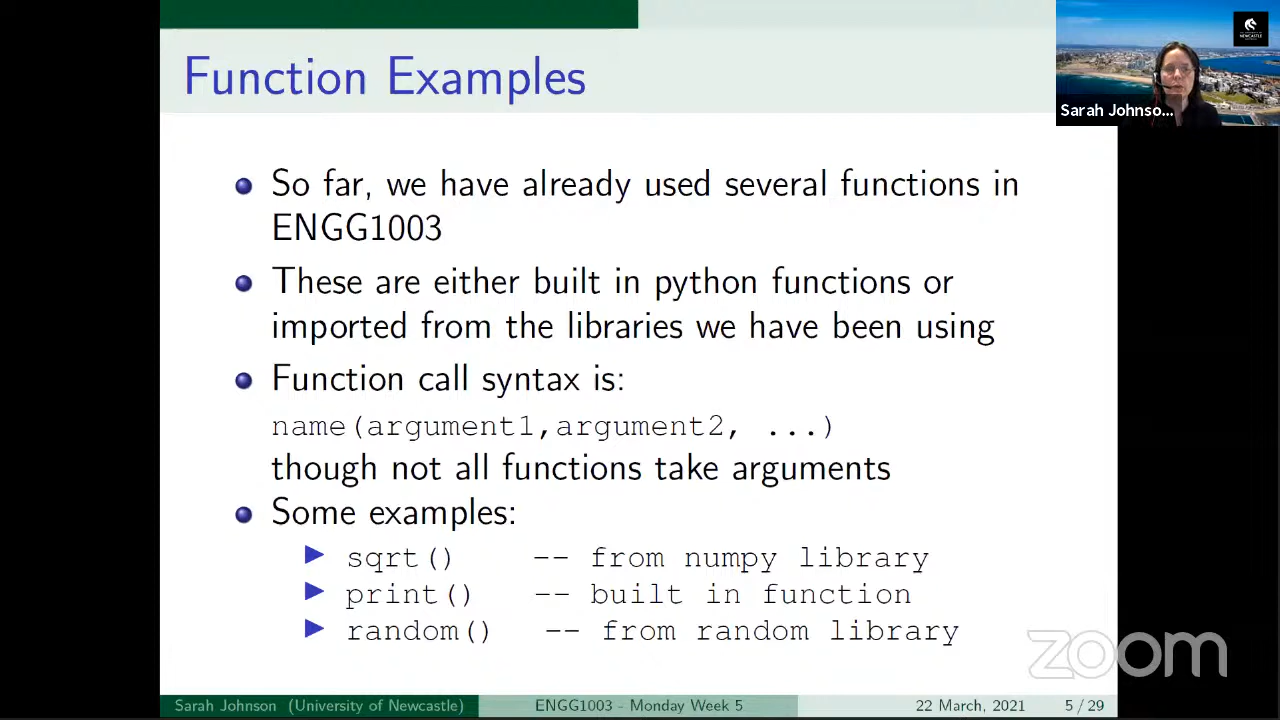 Function Examples
Sarah Johnso...
So far, we have already used several functions in
ENGG1003
These are either built in python functions or
imported from the libraries we have been using
Function call syntax is:
name(argument1,argument2, ...)
though not all functions take arguments
Some examples:
sqrt() -- from numpy library
print() -- built in function
random() -- from random library
zoom
Sarah Johnson (University of Newcastle) ENGG1003 - Monday Week 5 22 March, 2021 5 / 29